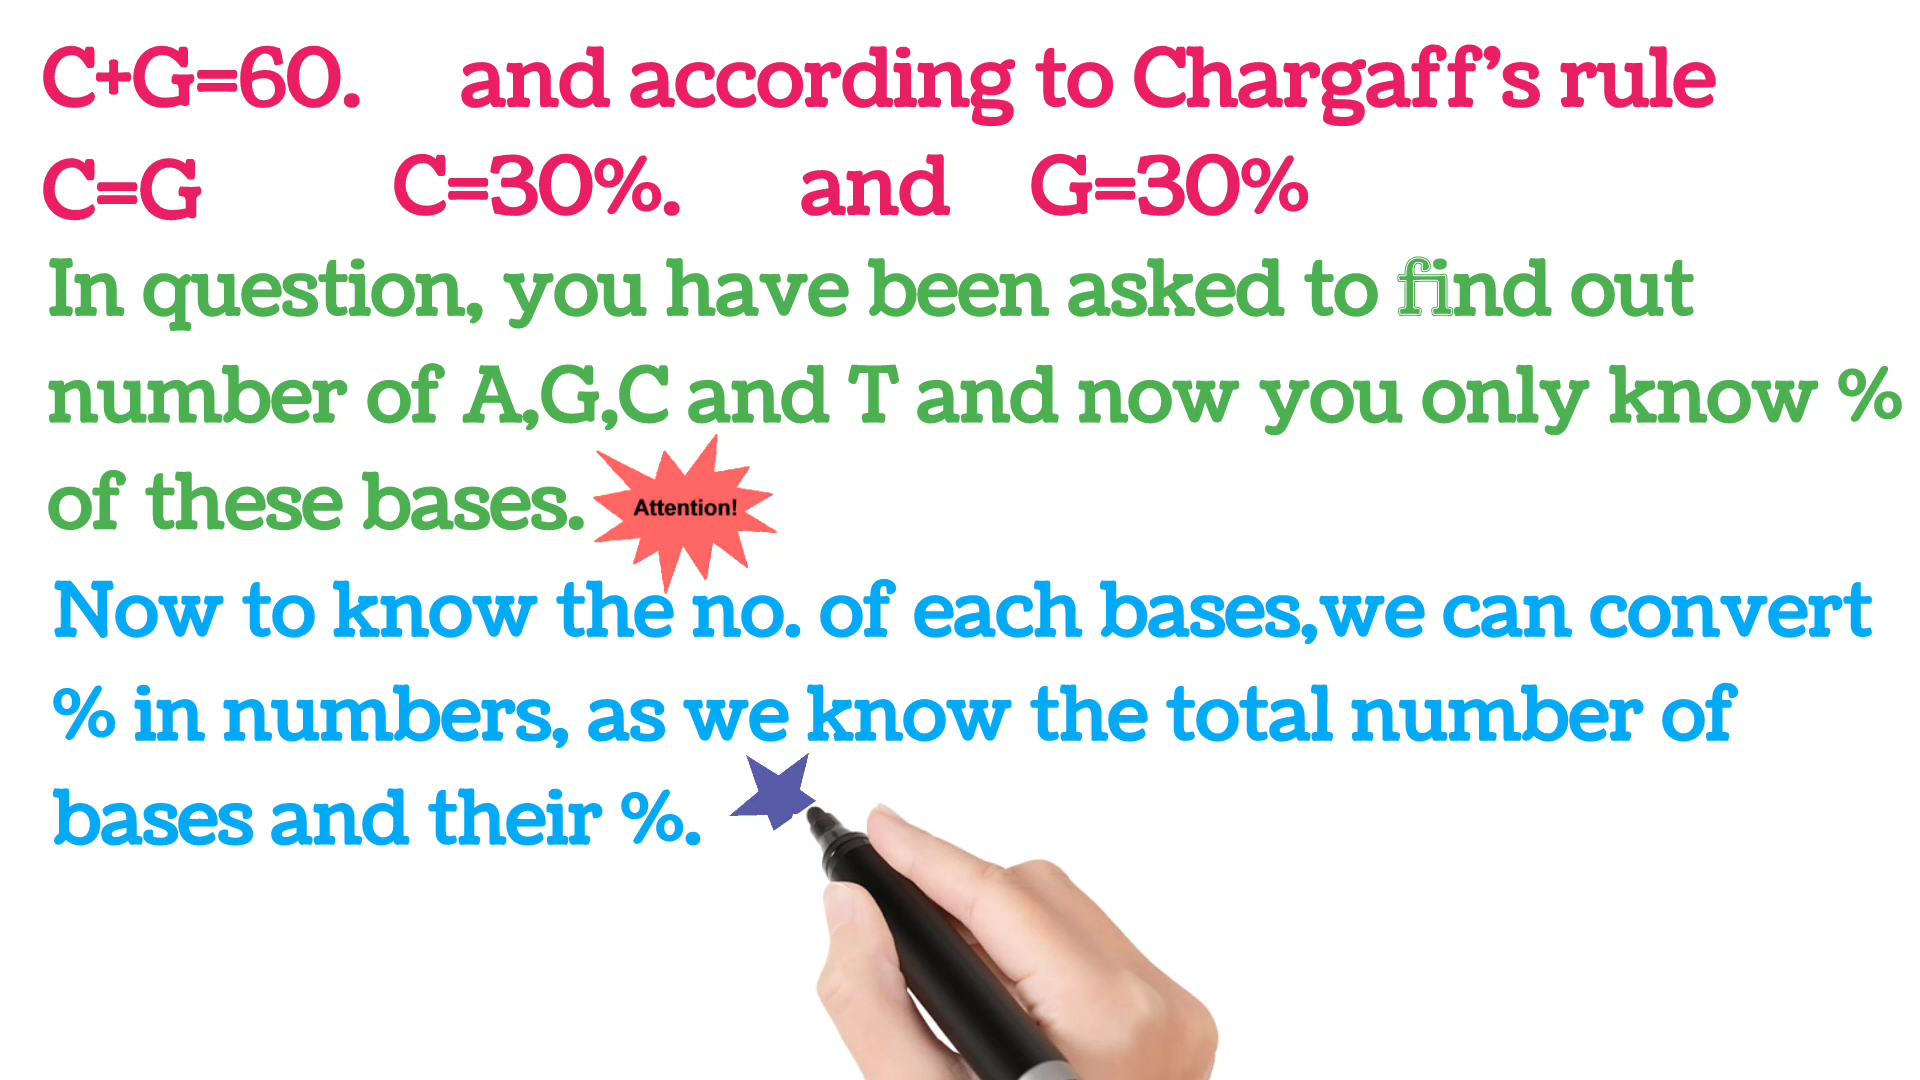 C+G=60. and according to Chargaff's rule
C=G C=30%. and G=30%
In question, you have been asked to find out
number of A,G,C and T and now you only know %
of these bases.
Attention!
Now to know the no. of each bases,we can convert
% in numbers, as we know the total number of
bases and their %.